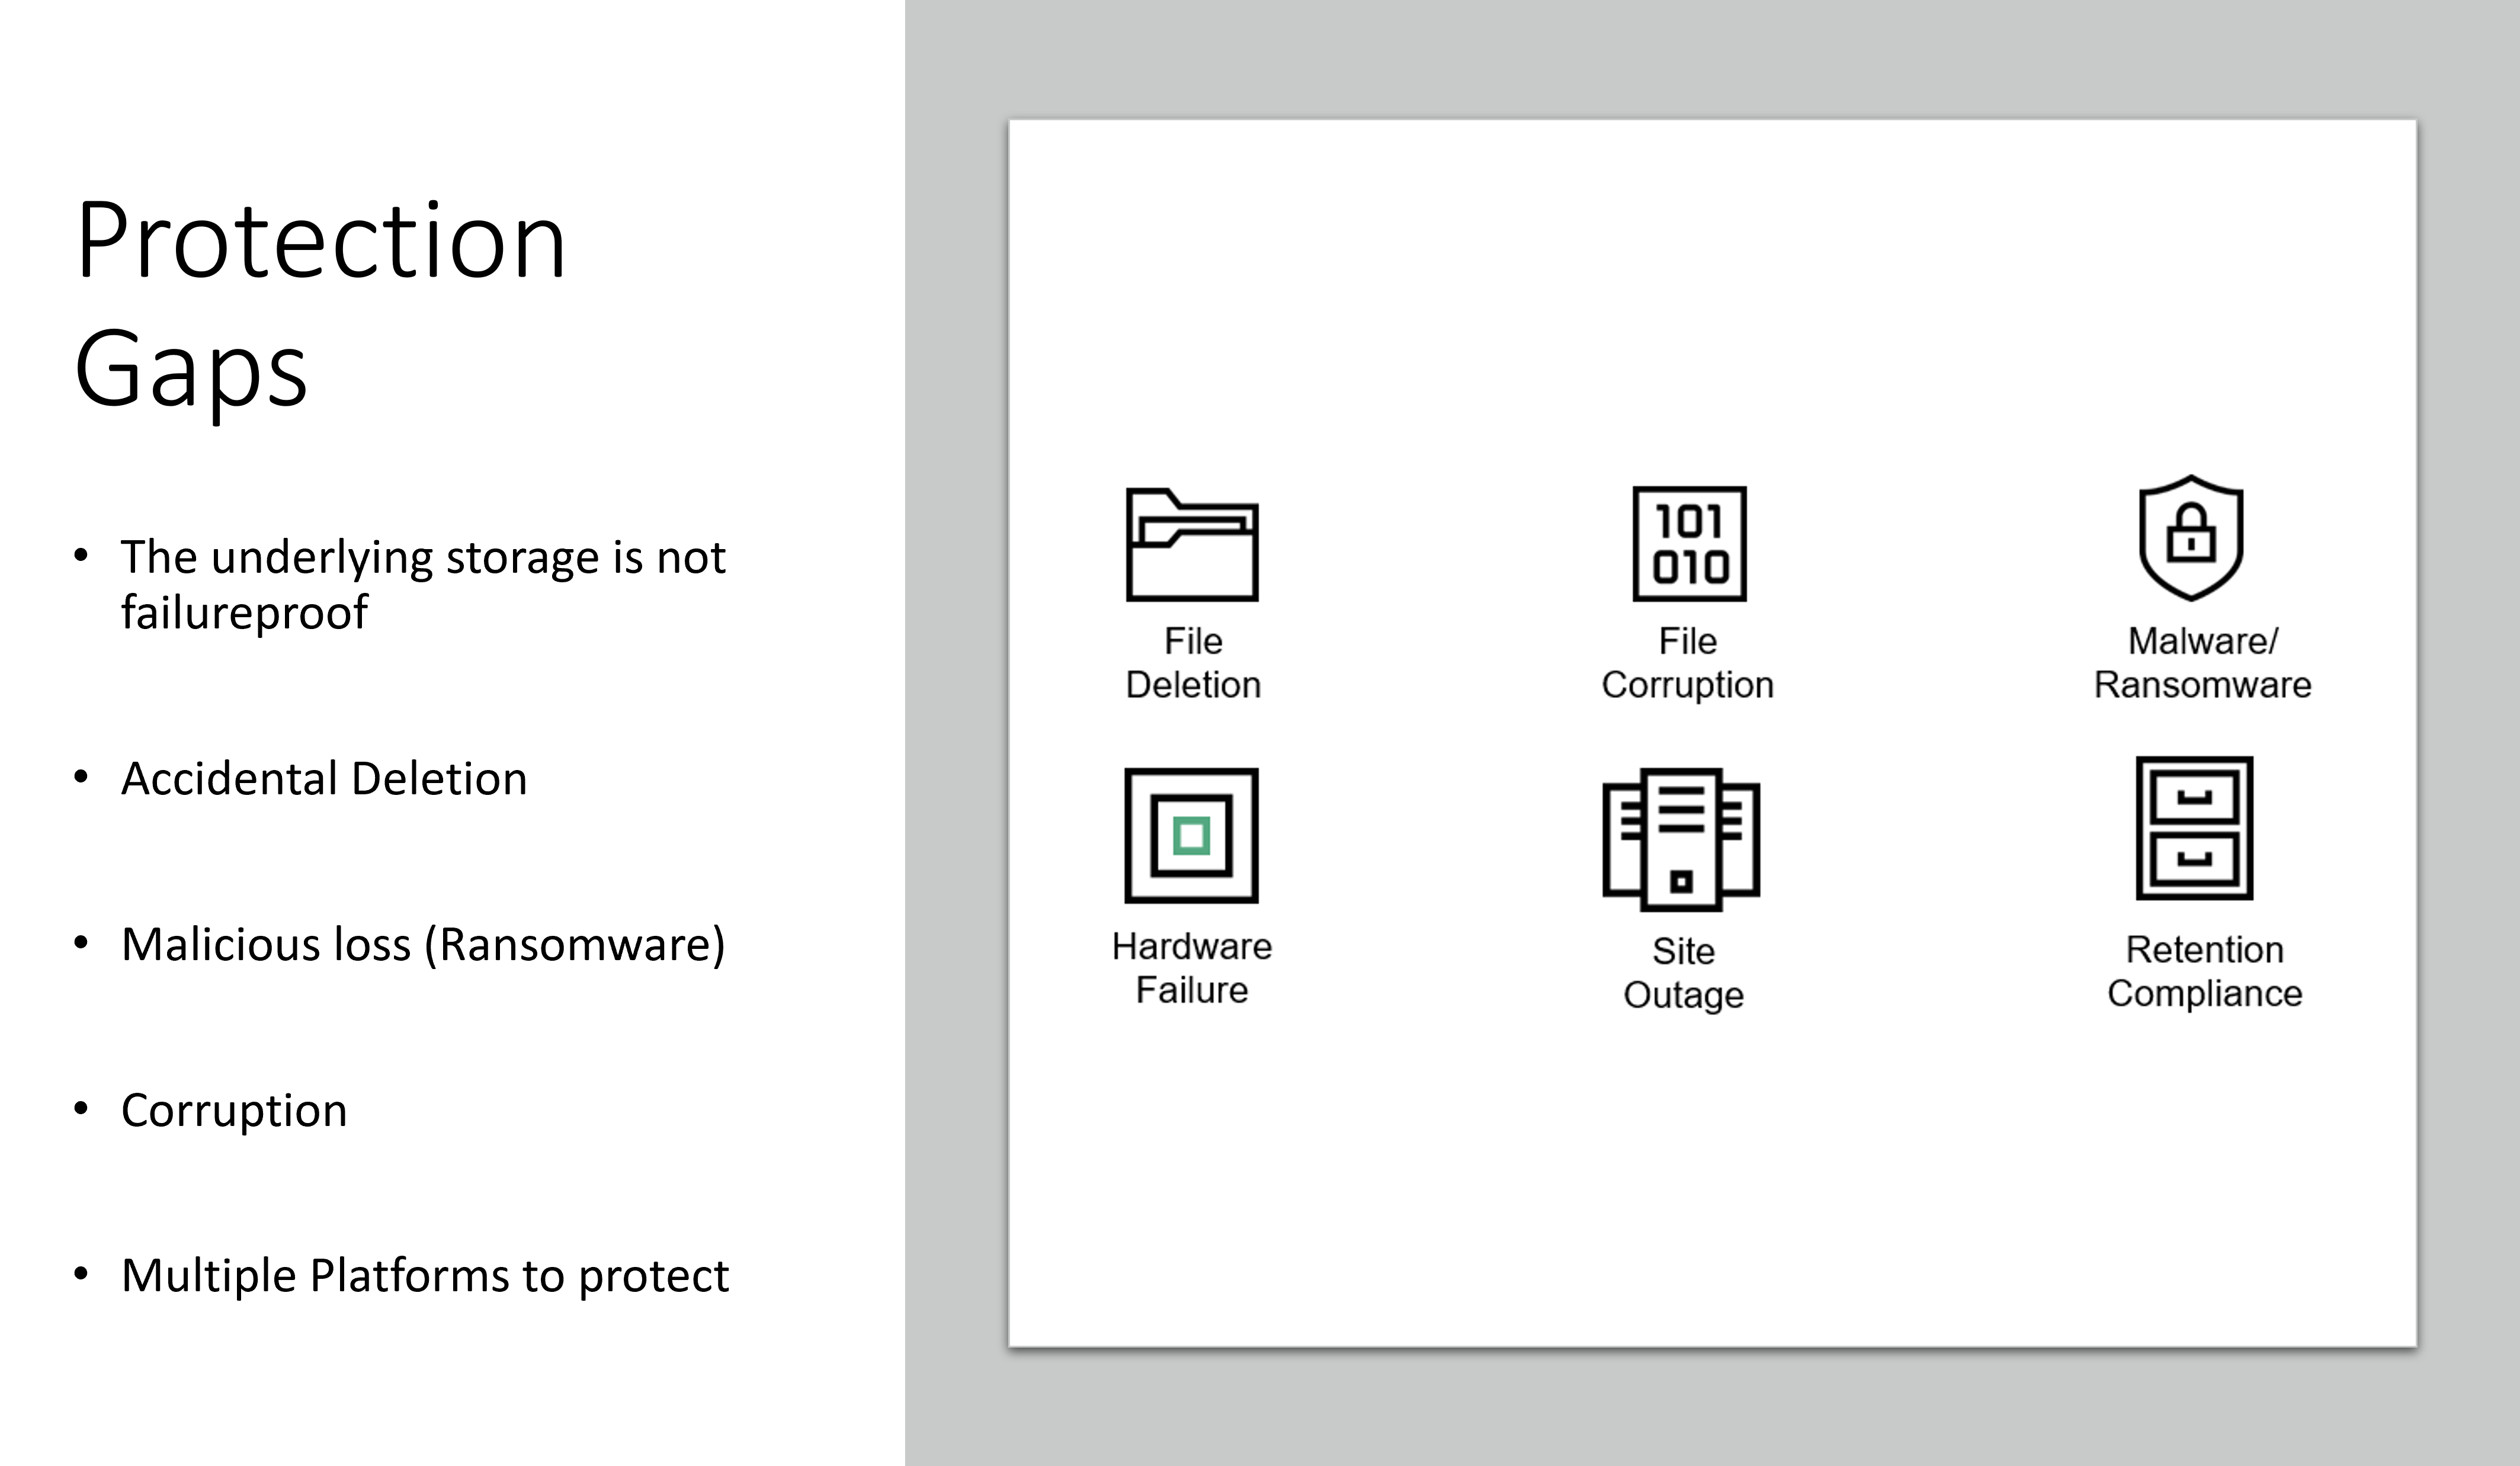 Protection
Gaps
• The underlying storage is not
failureproof
• Accidental Deletion
• Malicious loss (Ransomware)
• Corruption
• Multiple Platforms to protect
101
010
File
Deletion
File
Corruption
Malware/
Ransomware
Hardware
Failure
Site
Outage
Retention
Compliance